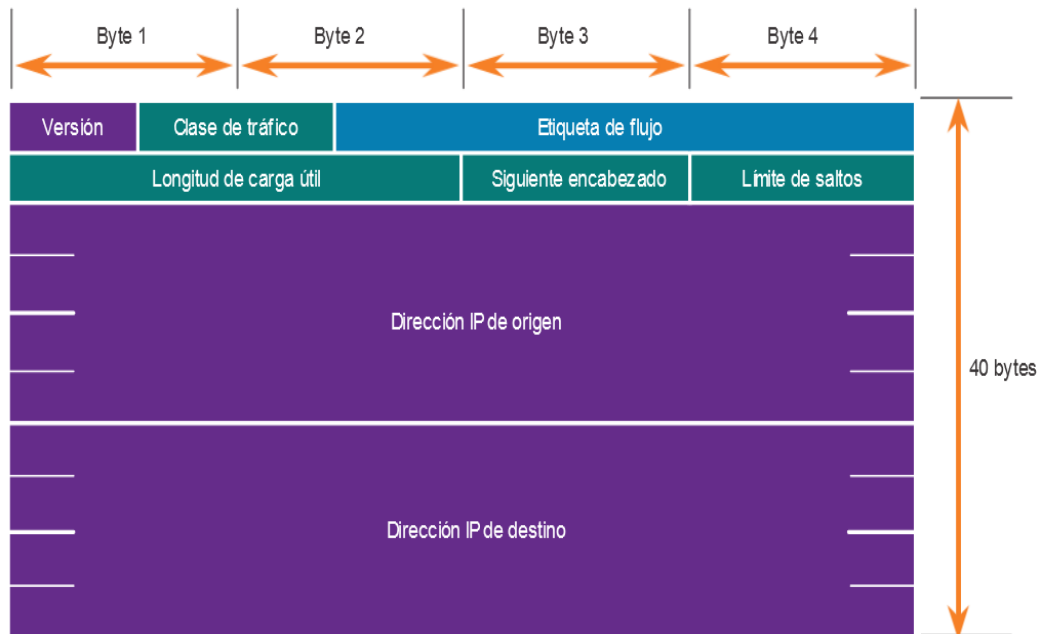 Byte 1 Byte 2 Byte 3 Byte 4
Versión Clase de tráfico Etiqueta de flujo
Longitud de carga útil Siguiente encabezado Límite de saltos
Dirección IP de origen
40 bytes
Dirección IP de destino